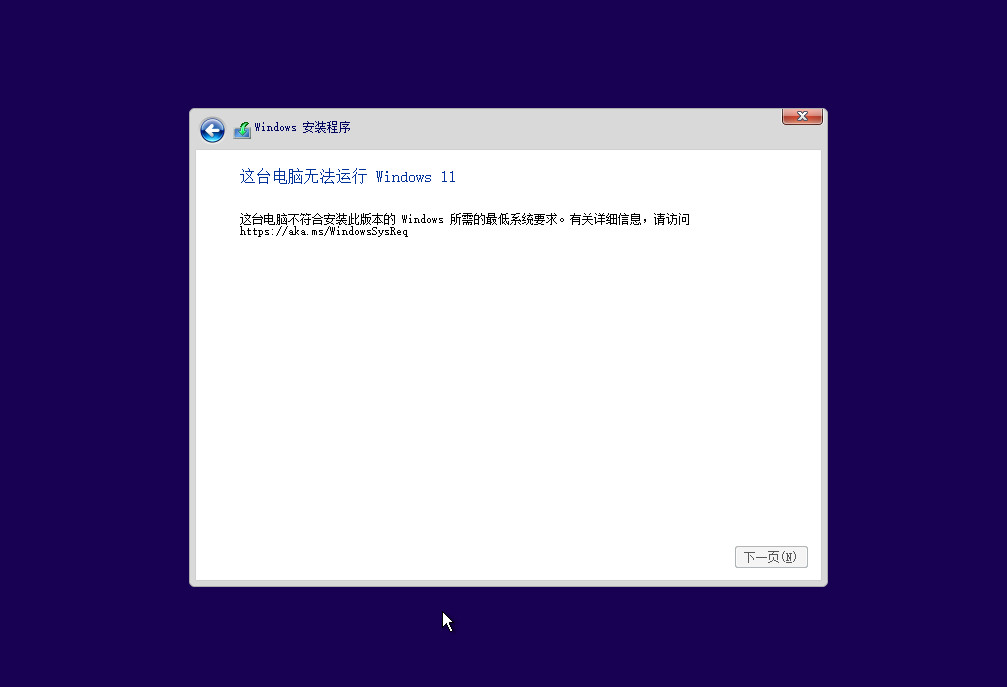 Windows 安装程序
这台电脑无法运行 Windows 11
这台电脑不符合安装此版本的 Windows 所需的最低系统要求。有关详细信息，请访问
https://aka.ms/WindowsSysReq
下一页(N)